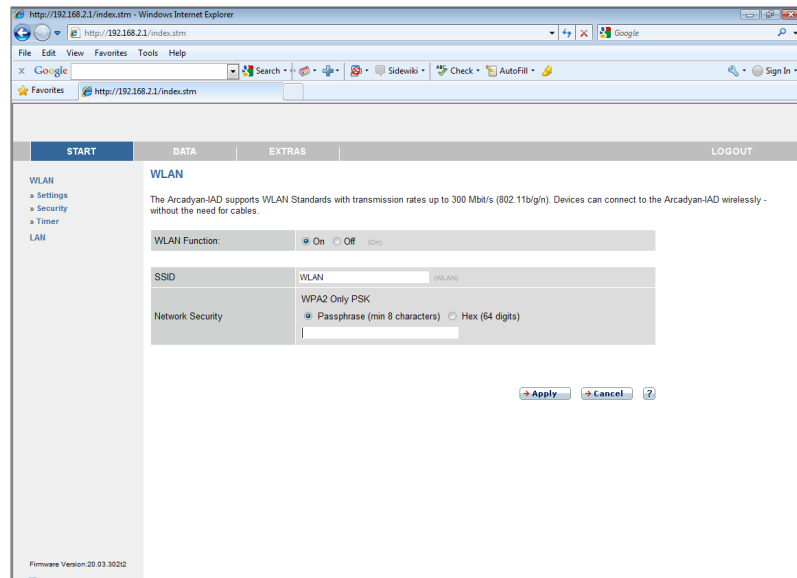 http://192.168.2.1/index.stm - Windows Internet Explorer
http://192.168.2.1/index.stm
Google
File Edit View Favorites Tools Help
x Google Search Sidewiki Check AutoFill Sign In
Favorites http://192.168.2.1/index.stm
START DATA EXTRAS LOGOUT
WLAN
» Settings
» Security
» Timer
LAN
WLAN
The Arcadyan-IAD supports WLAN Standards with transmission rates up to 300 Mbit/s (802.11b/g/n). Devices can connect to the Arcadyan-IAD wirelessly -
without the need for cables.
WLAN Function: On Off (On)
SSID WLAN (WLAN)
Network Security
WPA2 Only PSK
Passphrase (min 8 characters) Hex (64 digits)
Apply Cancel ?
Firmware Version:20.03.302t2